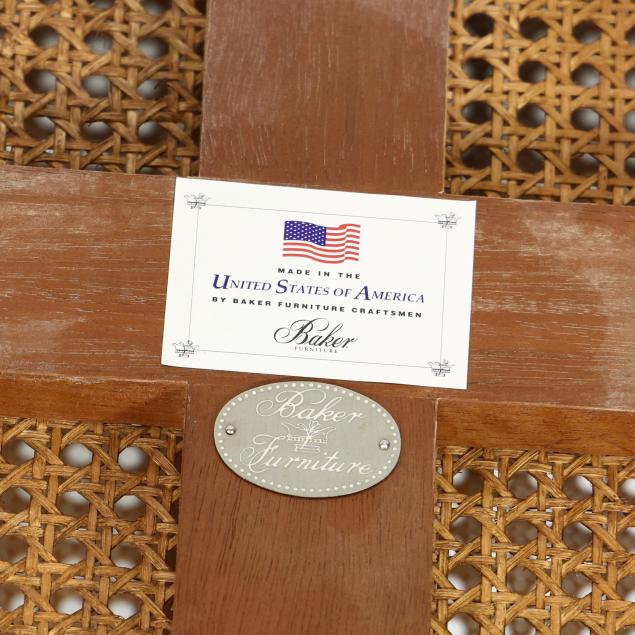 MADE IN THE
UNITED STATES OF AMERICA
BY BAKER FURNITURE CRAFTSMEN
Baker
FURNITURE
Baker
Furniture